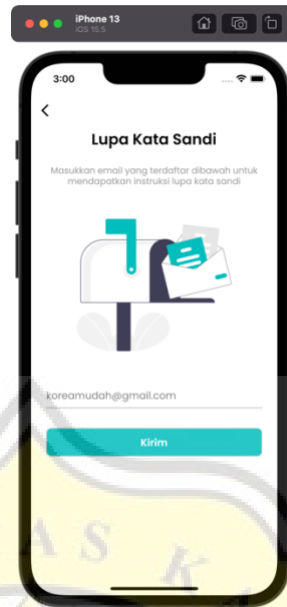 iPhone 13
iOS 15.5
3:00
Lupa Kata Sandi
Masukkan email yang terdaftar dibawah untuk
mendapatkan instruksi lupa kata sandi
koreamudah@gmail.com
Kirim
A S K